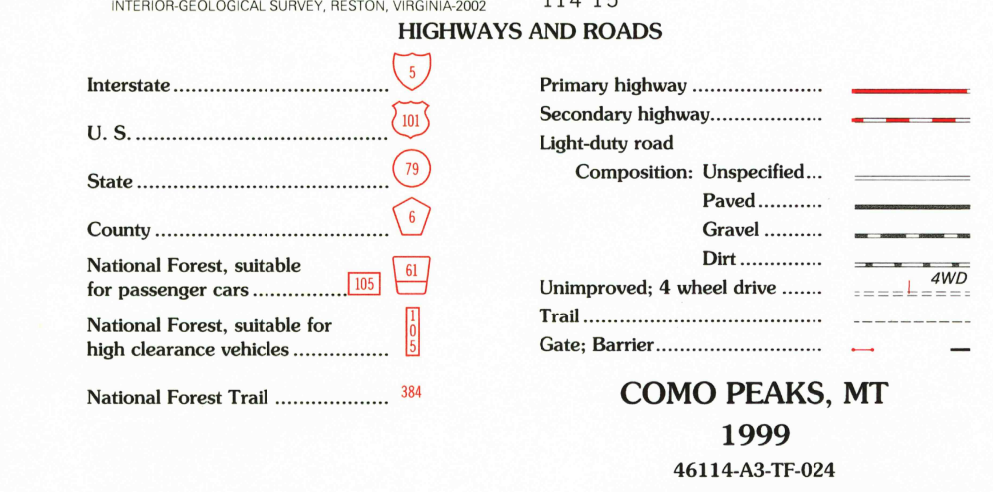 INTERIOR-GEOLOGICAL SURVEY, RESTON, VIRGINIA-2002
HIGHWAYS AND ROADS
Interstate 5
U. S. 101
State 79
County 6
National Forest, suitable
for passenger cars 105 61
National Forest, suitable for
high clearance vehicles 105
National Forest Trail 384
Primary highway
Secondary highway
Light-duty road
Composition: Unspecified
Paved
Gravel
Dirt
Unimproved; 4 wheel drive 4WD
Trail
Gate; Barrier
COMO PEAKS, MT
1999
46114-A3-TF-024